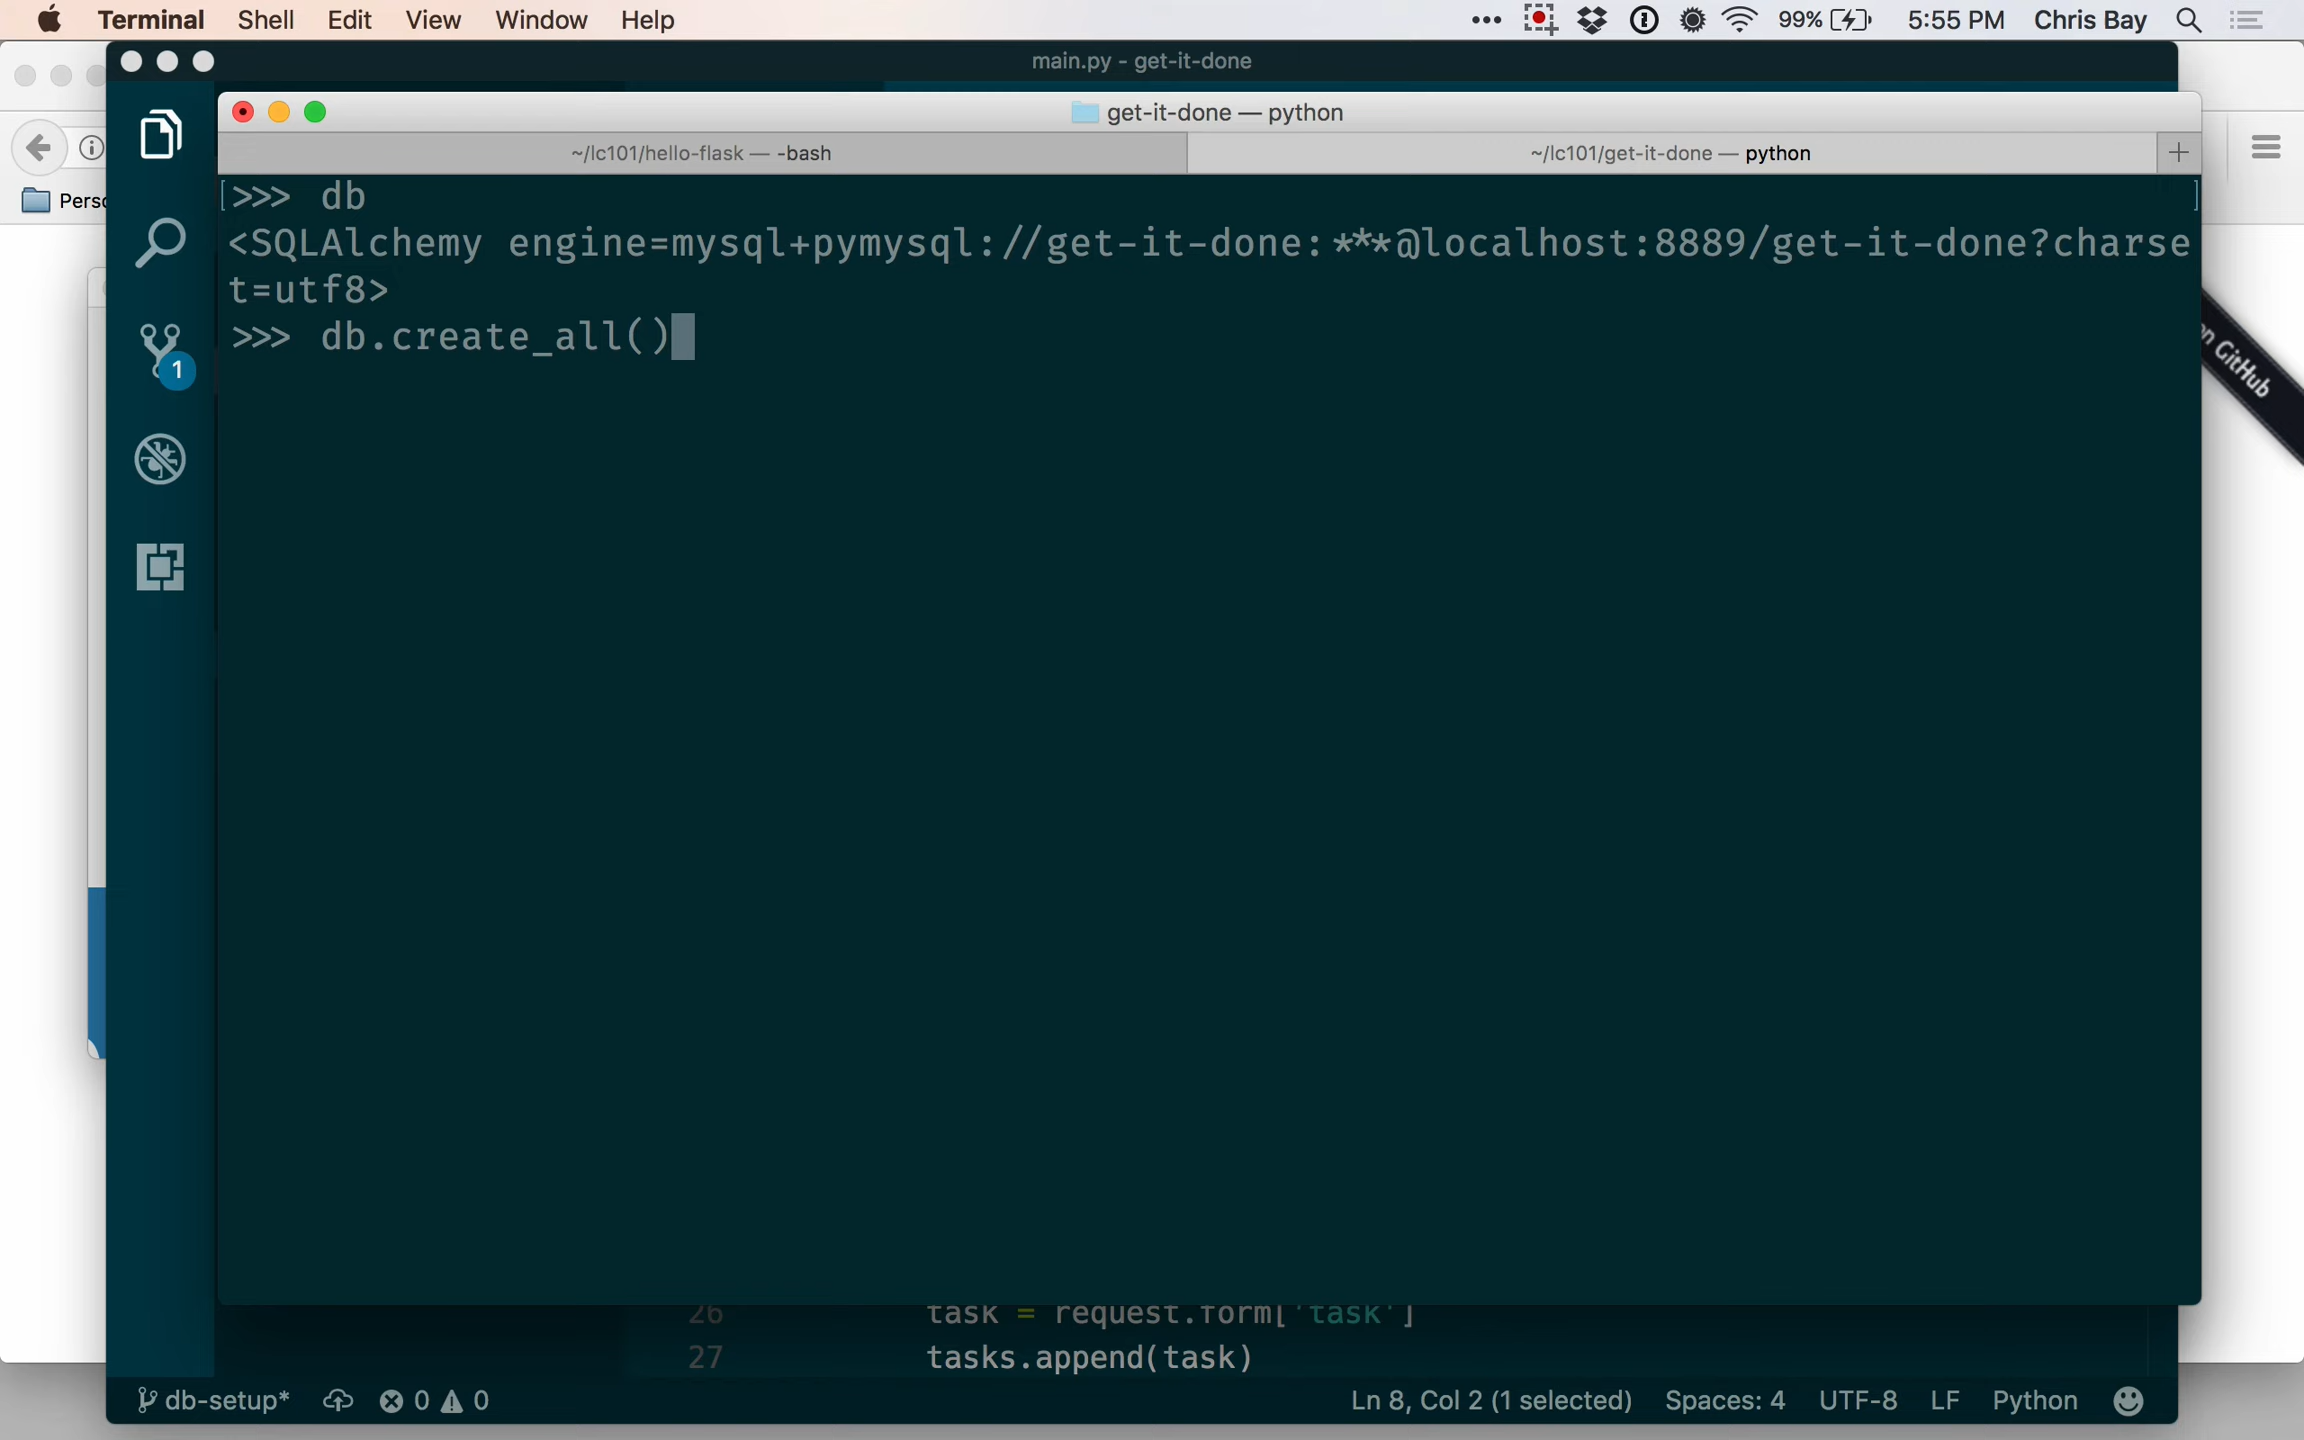 Terminal Shell Edit View Window Help 99% 5:55 PM Chris Bay
main.py - get-it-done
get-it-done — python
~/lc101/hello-flask — -bash ~/lc101/get-it-done — python
>>> db
<SQLAlchemy engine=mysql+pymysql://get-it-done:***@localhost:8889/get-it-done?charse
t=utf8>
>>> db.create_all()
GitHub
1
26 task = request.form['task']
27 tasks.append(task)
db-setup* 0 0 Ln 8, Col 2 (1 selected) Spaces: 4 UTF-8 LF Python